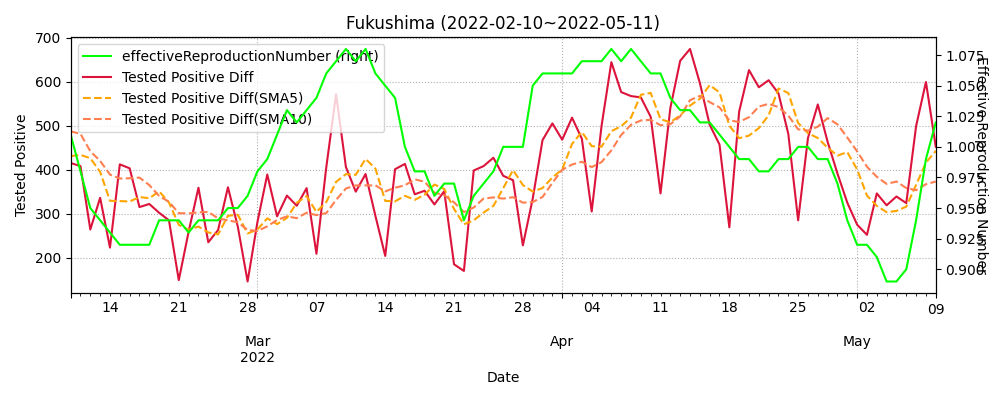 Fukushima (2022-02-10~2022-05-11)
effectiveReproductionNumber (right)
Tested Positive Diff
Tested Positive Diff(SMA5)
Tested Positive Diff(SMA10)
Tested Positive
700
600
500
400
300
200
1.075
1.050
1.025
1.000
0.975
0.950
0.925
0.900
Effective Reproduction Number
14
21
28
07
14
21
28
04
11
18
25
02
09
Mar
2022
Apr
May
Date